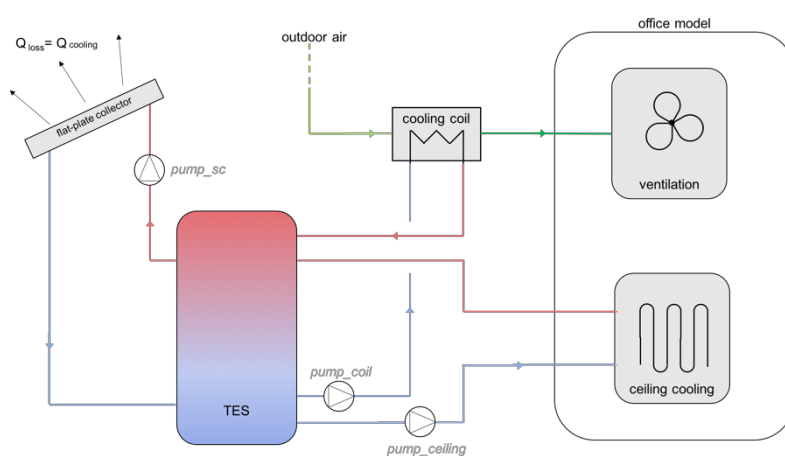 office model
outdoor air
Q loss= Q cooling
flat-plate collector
cooling coil
pump_sc
ventilation
pump_coil
ceiling cooling
TES
pump_ceiling